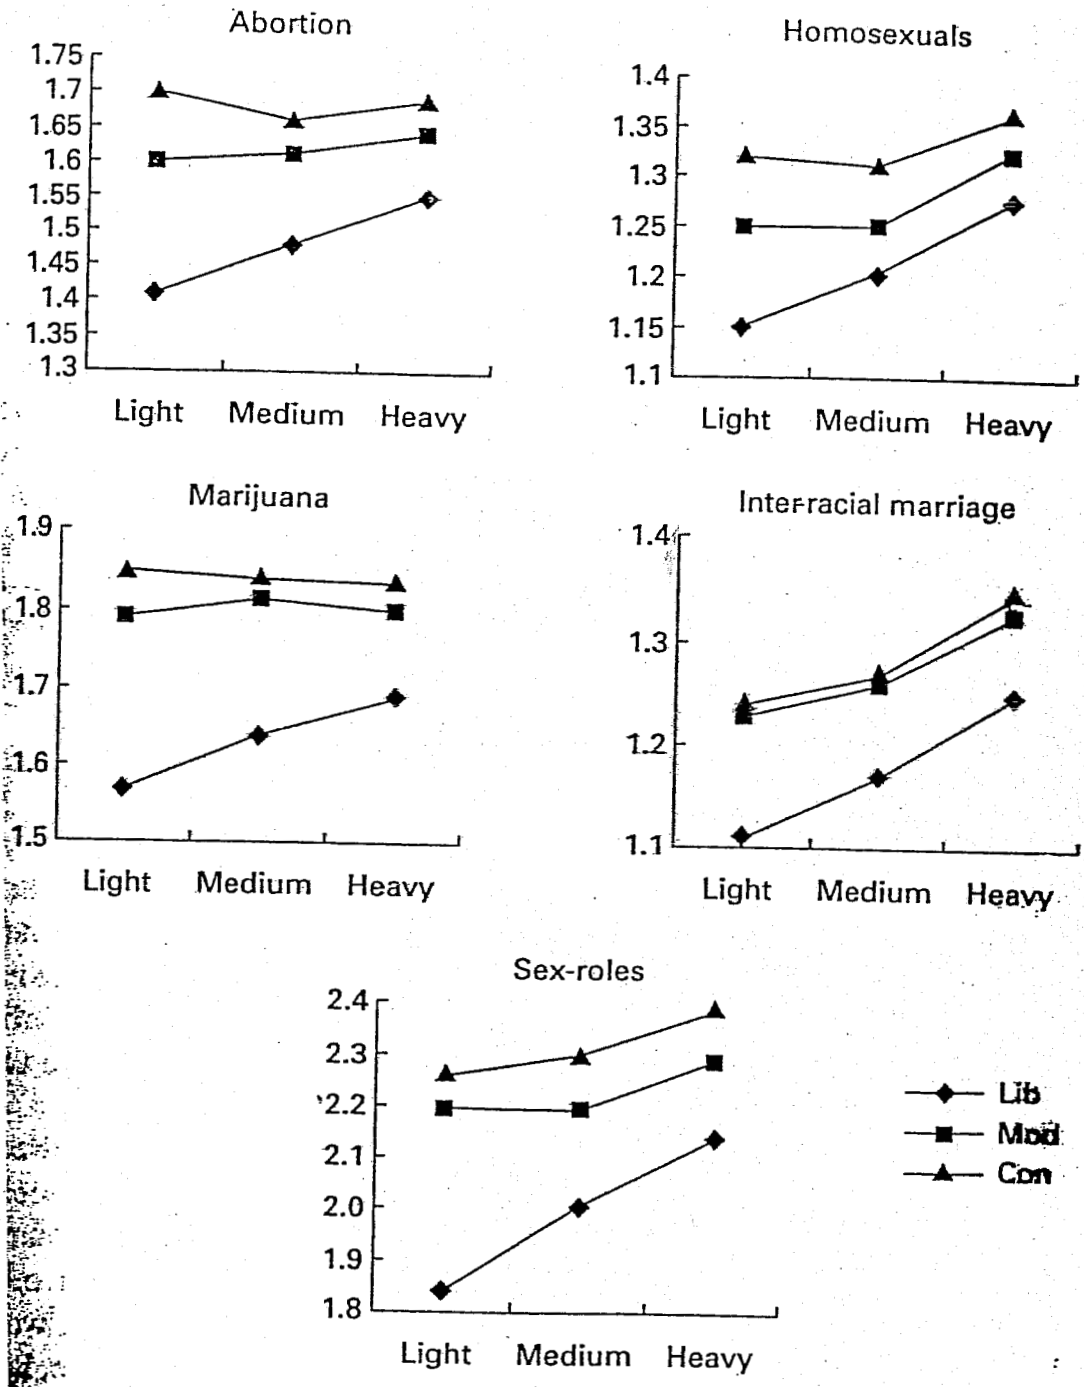 Abortion
1.75
1.7
1.65
1.6
1.55
1.5
1.45
1.4
1.35
1.3
Light Medium Heavy
Homosexuals
1.4
1.35
1.3
1.25
1.2
1.15
1.1
Light Medium Heavy
Marijuana
1.9
1.8
1.7
1.6
1.5
Light Medium Heavy
Inter-racial marriage
1.4
1.3
1.2
1.1
Light Medium Heavy
Sex-roles
2.4
2.3
2.2
2.1
2.0
1.9
1.8
Light Medium Heavy
Lib
Mod
Con